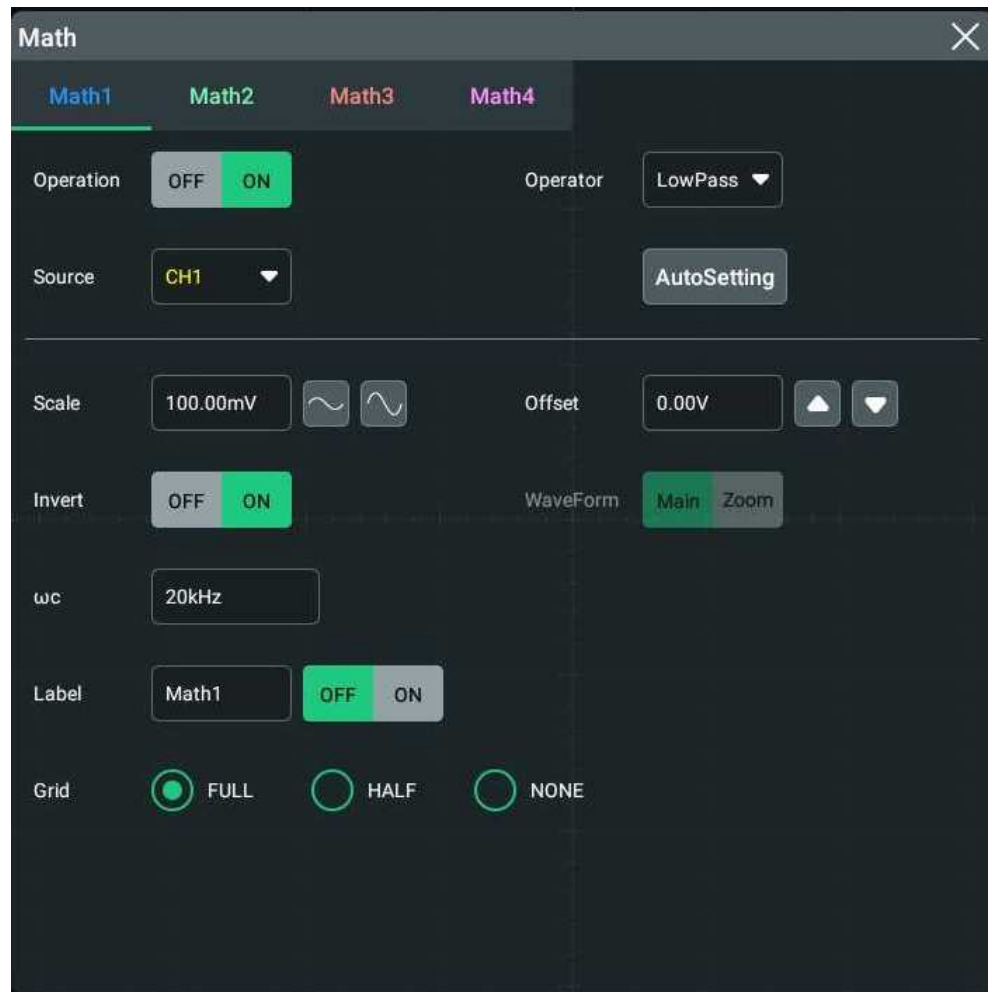 Math
Math1 Math2 Math3 Math4
Operation OFF ON Operator LowPass
Source CH1 AutoSetting
Scale 100.00mV Offset 0.00V
Invert OFF ON WaveForm Main Zoom
ωc 20kHz
Label Math1 OFF ON
Grid FULL HALF NONE